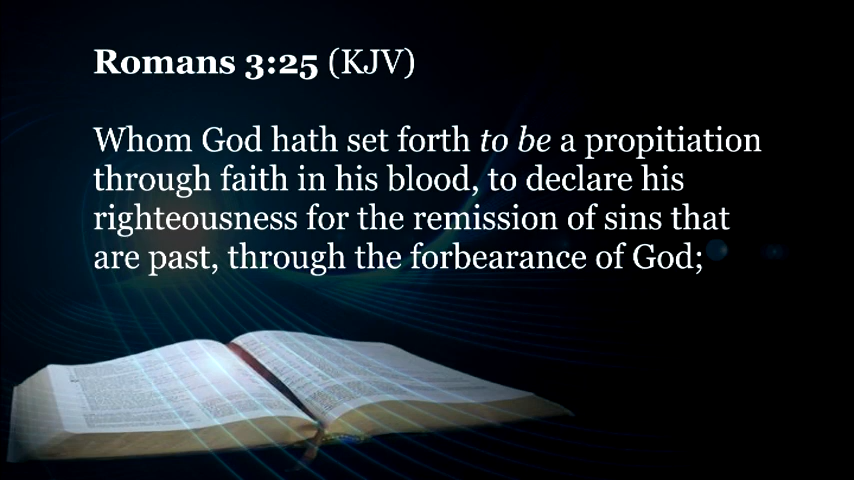 Romans 3:25 (KJV)
Whom God hath set forth to be a propitiation
through faith in his blood, to declare his
righteousness for the remission of sins that
are past, through the forbearance of God;